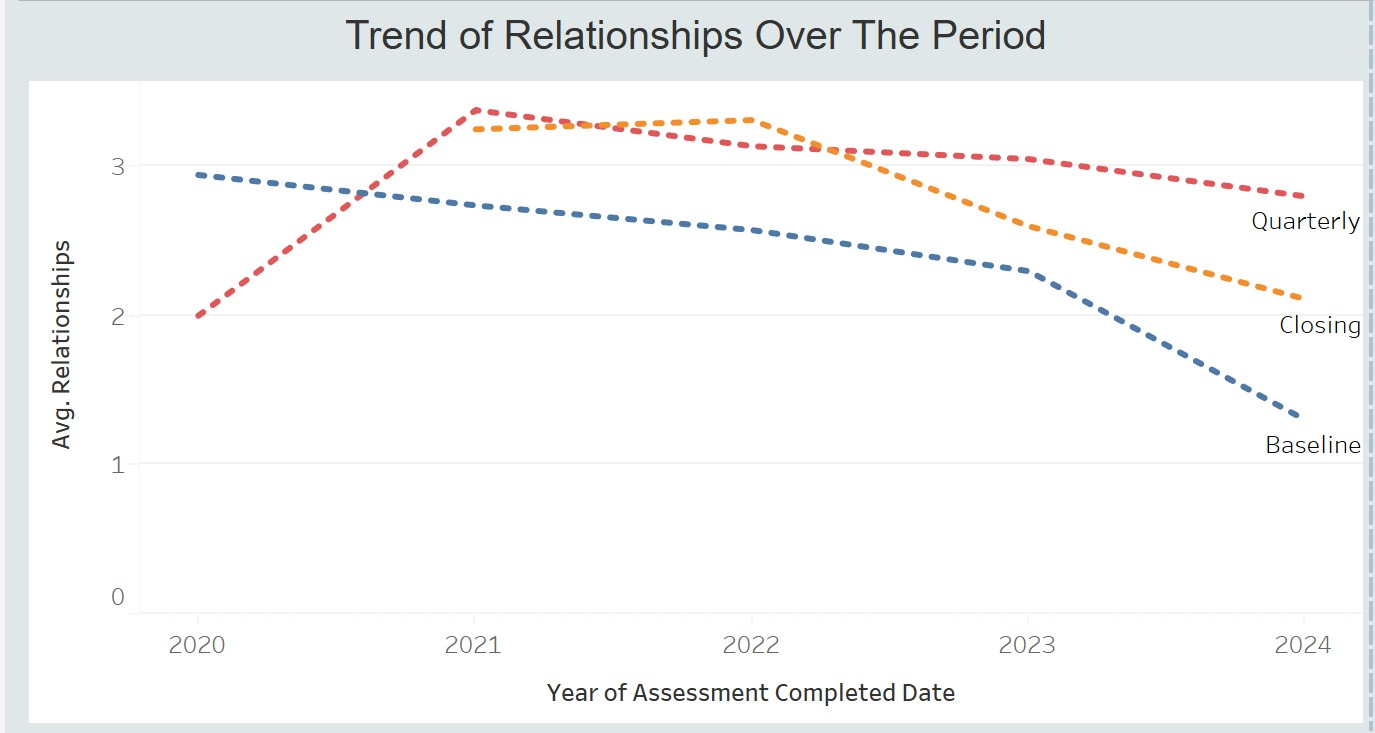 Trend of Relationships Over The Period
Avg. Relationships
3
2
1
0
Quarterly
Closing
Baseline
2020 2021 2022 2023 2024
Year of Assessment Completed Date